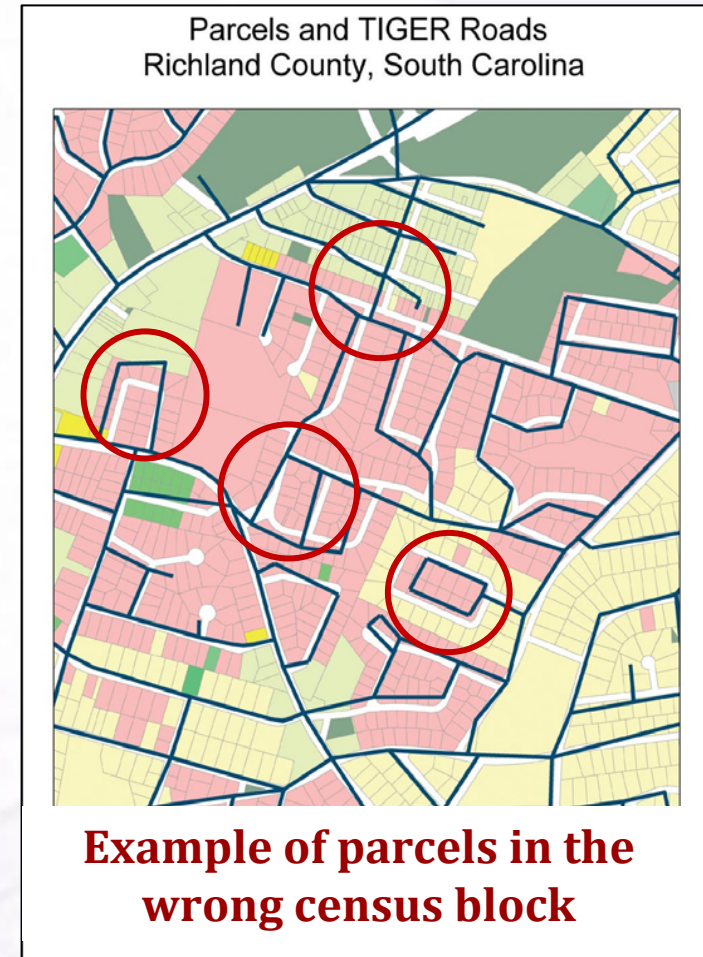 Parcels and TIGER Roads
Richland County, South Carolina
Example of parcels in the
wrong census block